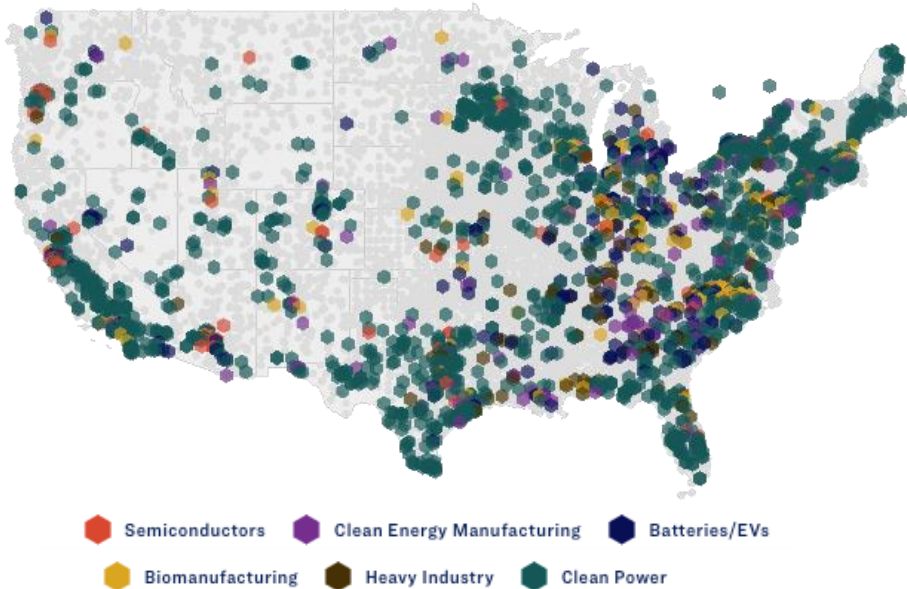 Semiconductors Clean Energy Manufacturing Batteries/EVs
Biomanufacturing Heavy Industry Clean Power